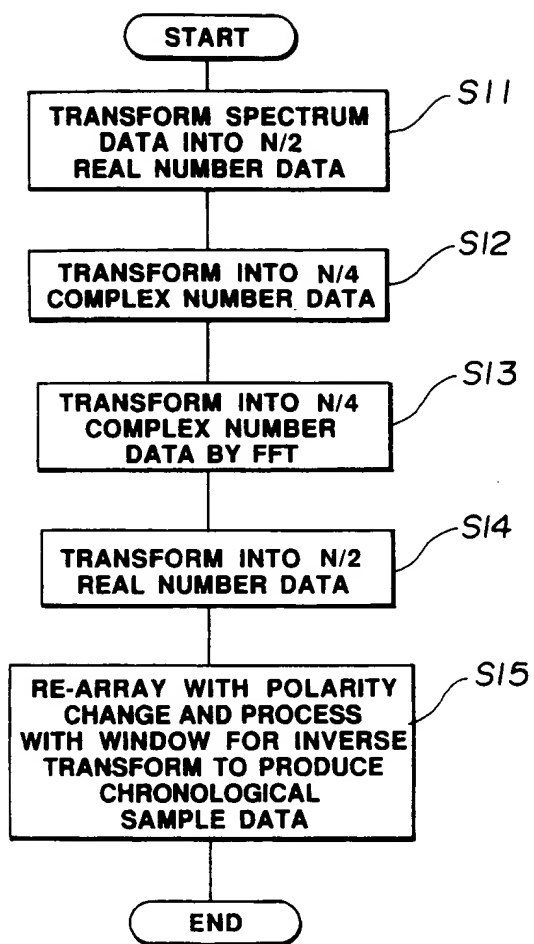 START
S11
TRANSFORM SPECTRUM
DATA INTO N/2
REAL NUMBER DATA
S12
TRANSFORM INTO N/4
COMPLEX NUMBER DATA
S13
TRANSFORM INTO N/4
COMPLEX NUMBER
DATA BY FFT
S14
TRANSFORM INTO N/2
REAL NUMBER DATA
S15
RE-ARRAY WITH POLARITY
CHANGE AND PROCESS
WITH WINDOW FOR INVERSE
TRANSFORM TO PRODUCE
CHRONOLOGICAL
SAMPLE DATA
END